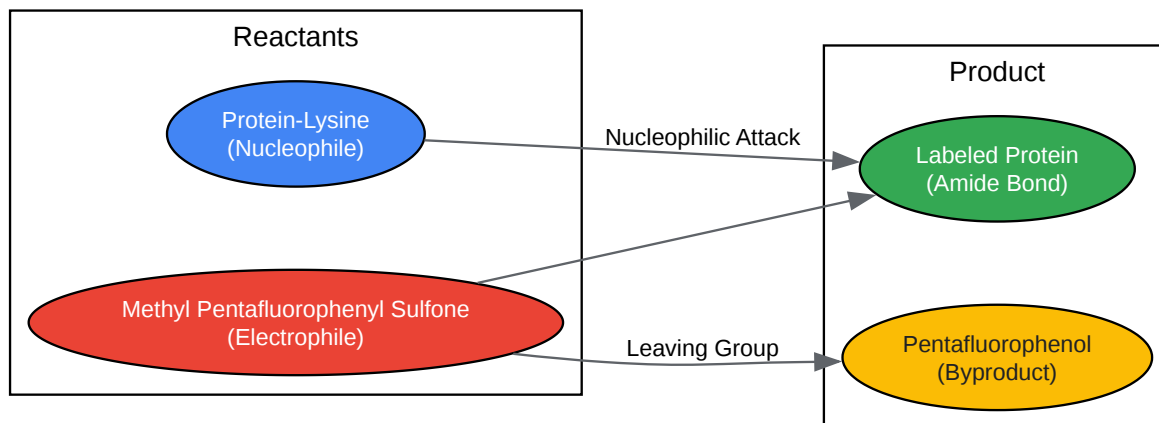 Reactants
Product
Protein-Lysine
(Nucleophile)
Nucleophilic Attack
Labeled Protein
(Amide Bond)
Methyl Pentafluorophenyl Sulfone
(Electrophile)
Leaving Group
Pentafluorophenol
(Byproduct)